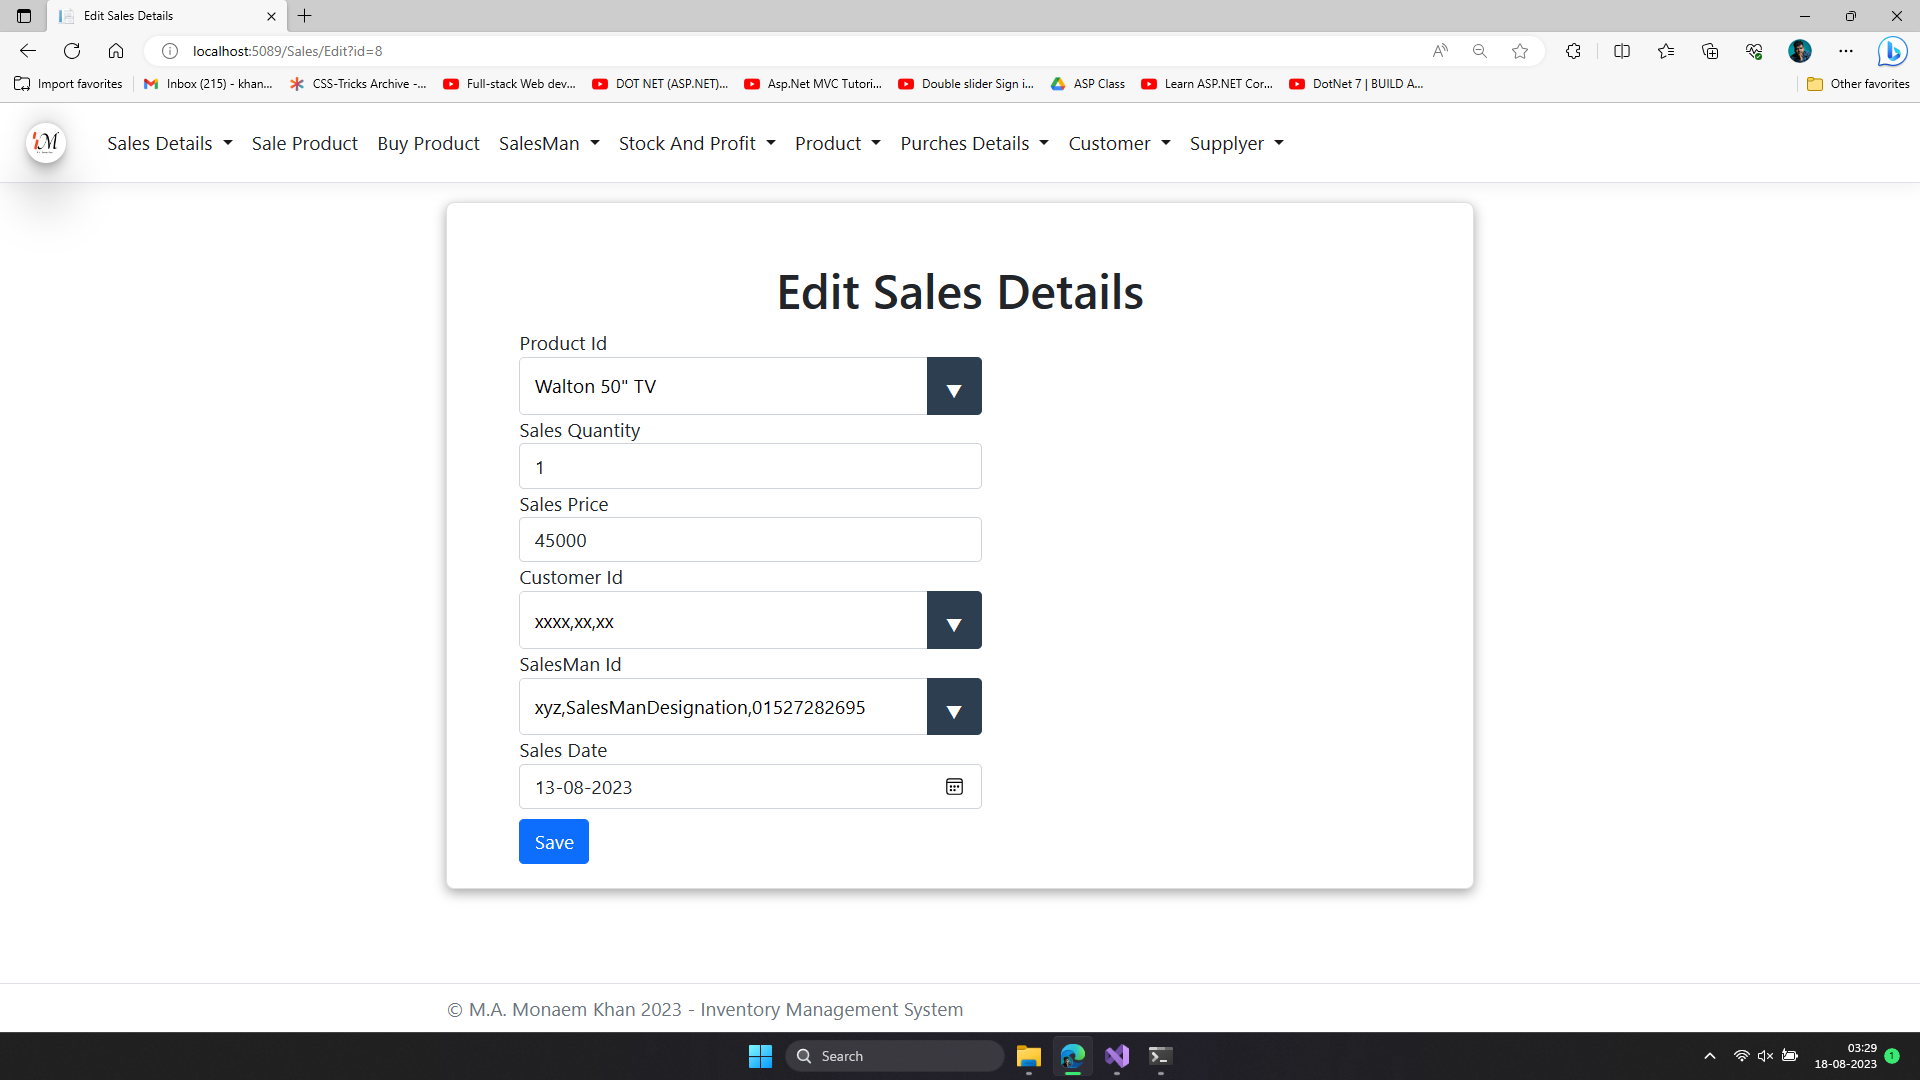 Edit Sales Details
localhost:5089/Sales/Edit?id=8
Import favorites
Inbox (215) - khan...
CSS-Tricks Archive -...
Full-stack Web dev...
DOT NET (ASP.NET)...
Asp.Net MVC Tutori...
Double slider Sign i...
ASP Class
Learn ASP.NET Cor...
DotNet 7 | BUILD A...
Other favorites
Sales Details
Sale Product
Buy Product
SalesMan
Stock And Profit
Product
Purches Details
Customer
Supplyer
Edit Sales Details
Product Id
Walton 50" TV
Sales Quantity
1
Sales Price
45000
Customer Id
xxxx,xx,xx
SalesMan Id
xyz,SalesManDesignation,01527282695
Sales Date
13-08-2023
Save
© M.A. Monaem Khan 2023 - Inventory Management System
Search
03:29
18-08-2023
1